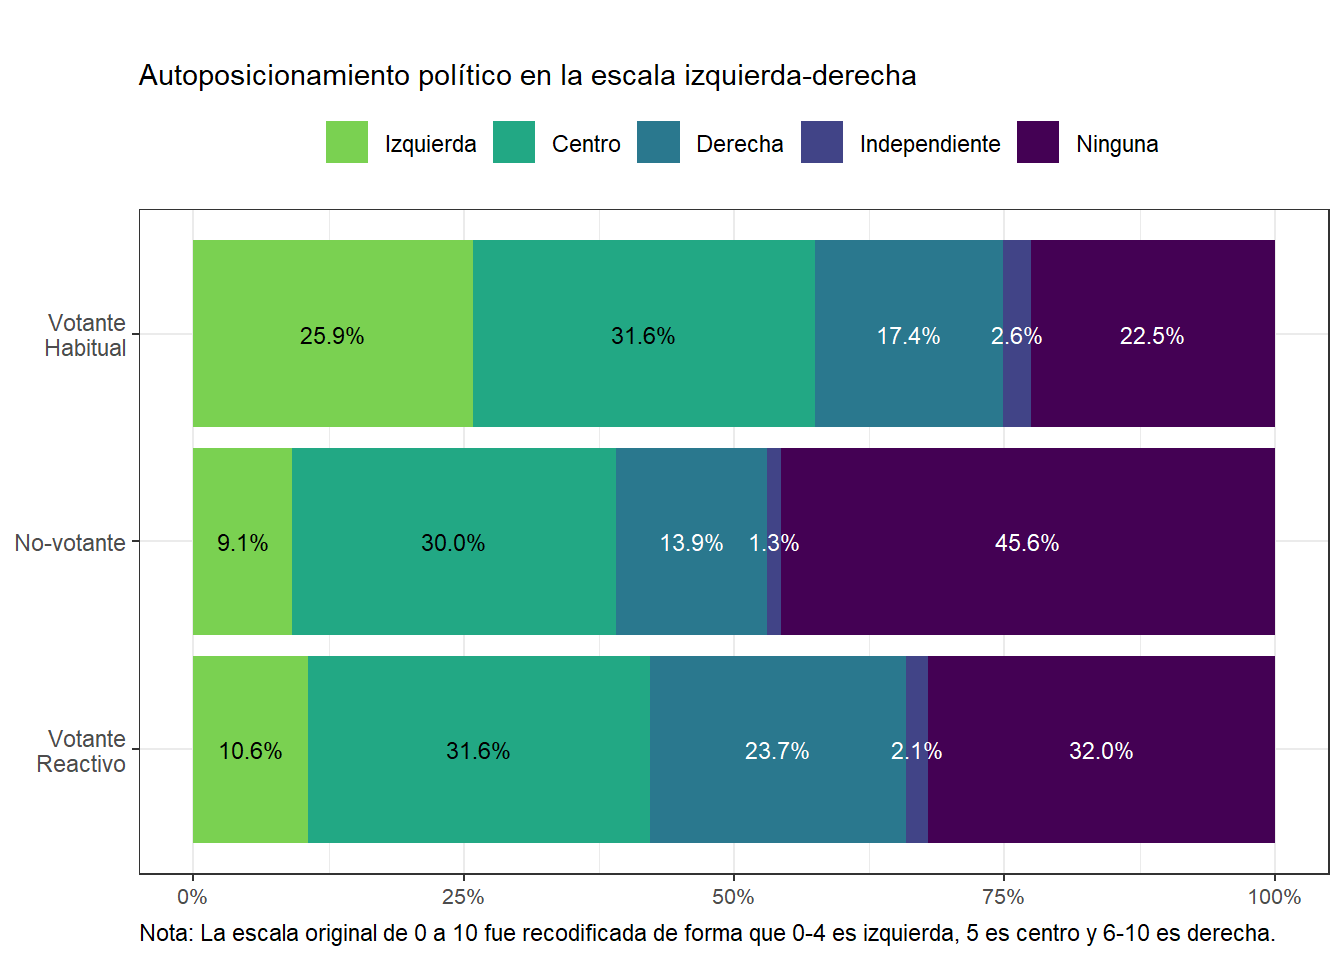 Autoposicionamiento político en la escala izquierda-derecha
Izquierda Centro Derecha Independiente Ninguna
Votante
Habitual
25.9% 31.6% 17.4% 2.6% 22.5%
No-votante
9.1% 30.0% 13.9% 1.3% 45.6%
Votante
Reactivo
10.6% 31.6% 23.7% 2.1% 32.0%
0% 25% 50% 75% 100%
Nota: La escala original de 0 a 10 fue recodificada de forma que 0-4 es izquierda, 5 es centro y 6-10 es derecha.